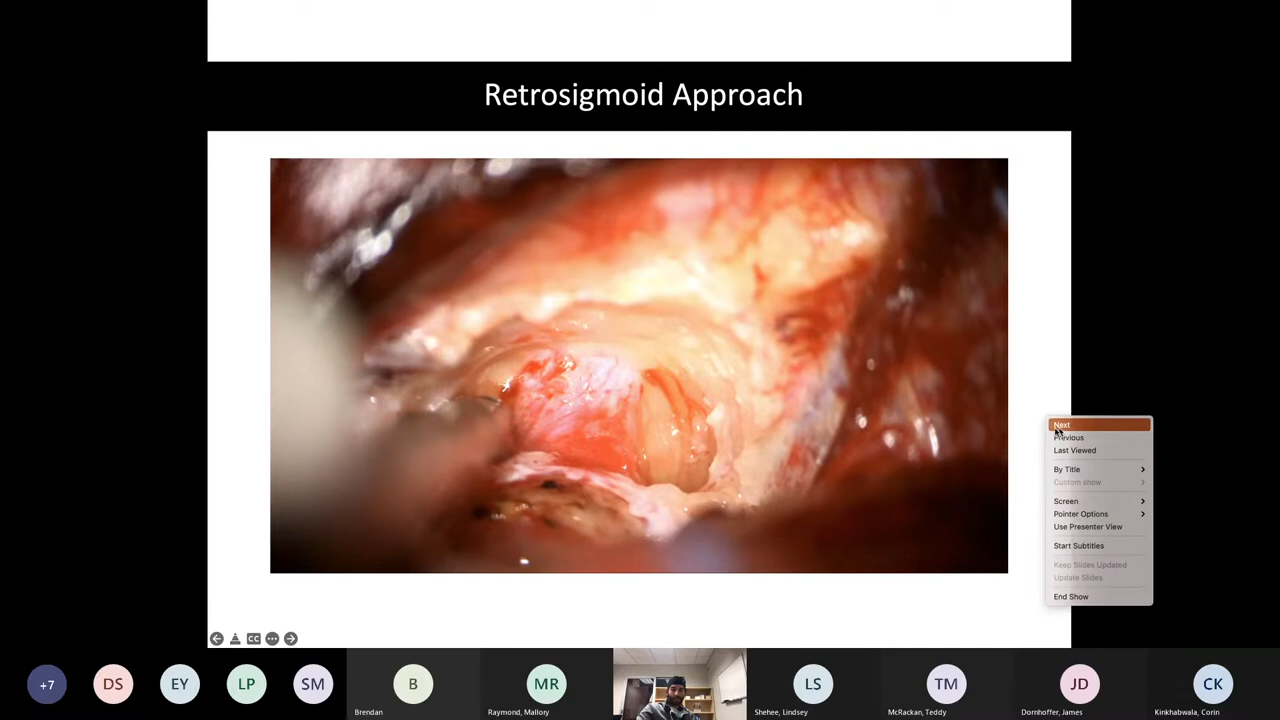 Retrosigmoid Approach
Next
Previous
Last Viewed
By Title
Custom show
Screen
Pointer Options
Use Presenter View
Start Subtitles
Keep Slides Updated
Update Slides
End Show
CC
+7
DS
EY
LP
SM
B
MR
LS
TM
JD
CK
Brendan
Raymond, Mallory
Shehee, Lindsey
McRackan, Teddy
Dornhoffer, James
Kinkhabwala, Corin